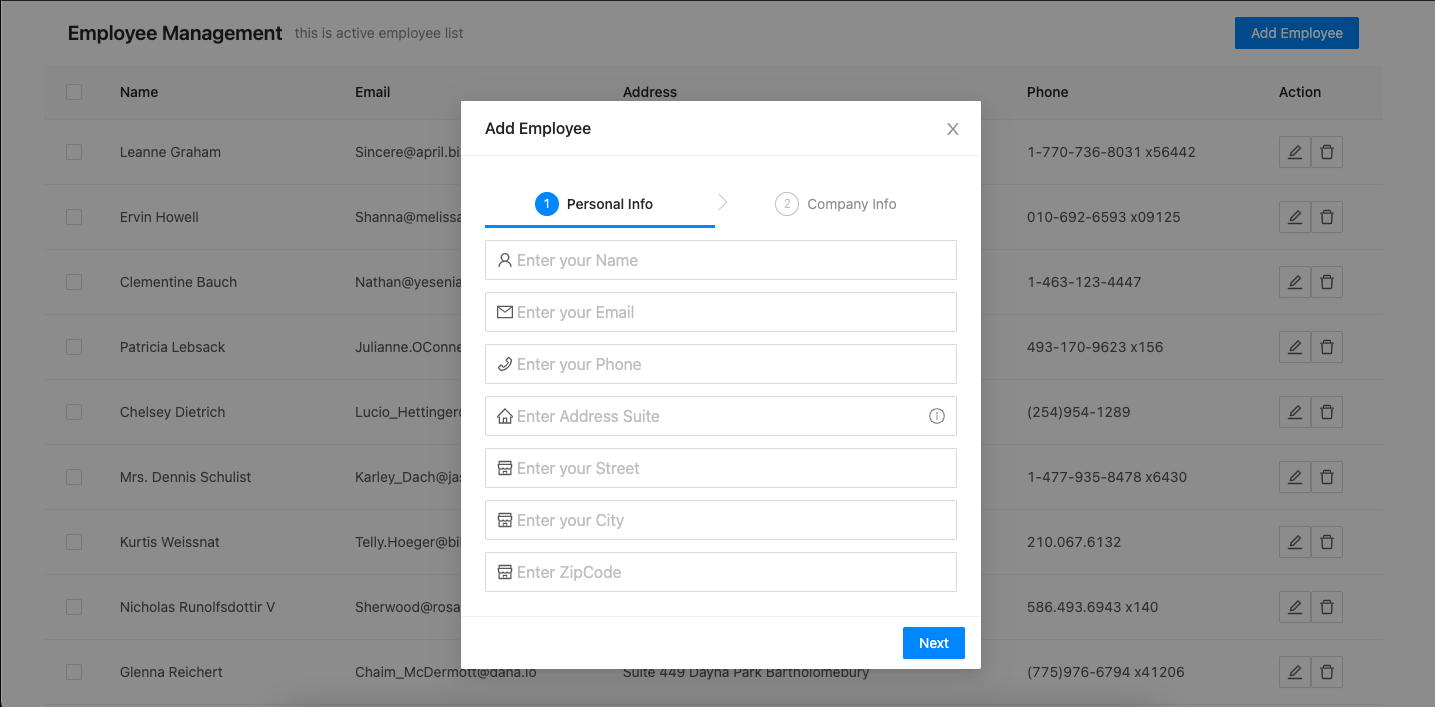 Employee Management this is active employee list Add Employee
Name Email Address Phone Action
Add Employee
1 Personal Info 2 Company Info
Enter your Name
Enter your Email
Enter your Phone
Enter Address Suite
Enter your Street
Enter your City
Enter ZipCode
Next
Leanne Graham Sincere@april.bi 1-770-736-8031 x56442
Ervin Howell Shanna@melissa 010-692-6593 x09125
Clementine Bauch Nathan@yesenia 1-463-123-4447
Patricia Lebsack Julianne.OConne 493-170-9623 x156
Chelsey Dietrich Lucio_Hettinger (254)954-1289
Mrs. Dennis Schulist Karley_Dach@ja 1-477-935-8478 x6430
Kurtis Weissnat Telly.Hoeger@bi 210.067.6132
Nicholas Runolfsdottir V Sherwood@rosa 586.493.6943 x140
Glenna Reichert Chaim_McDermott@dana.io Suite 449 Dayna Park Bartholomebury (775)976-6794 x41206